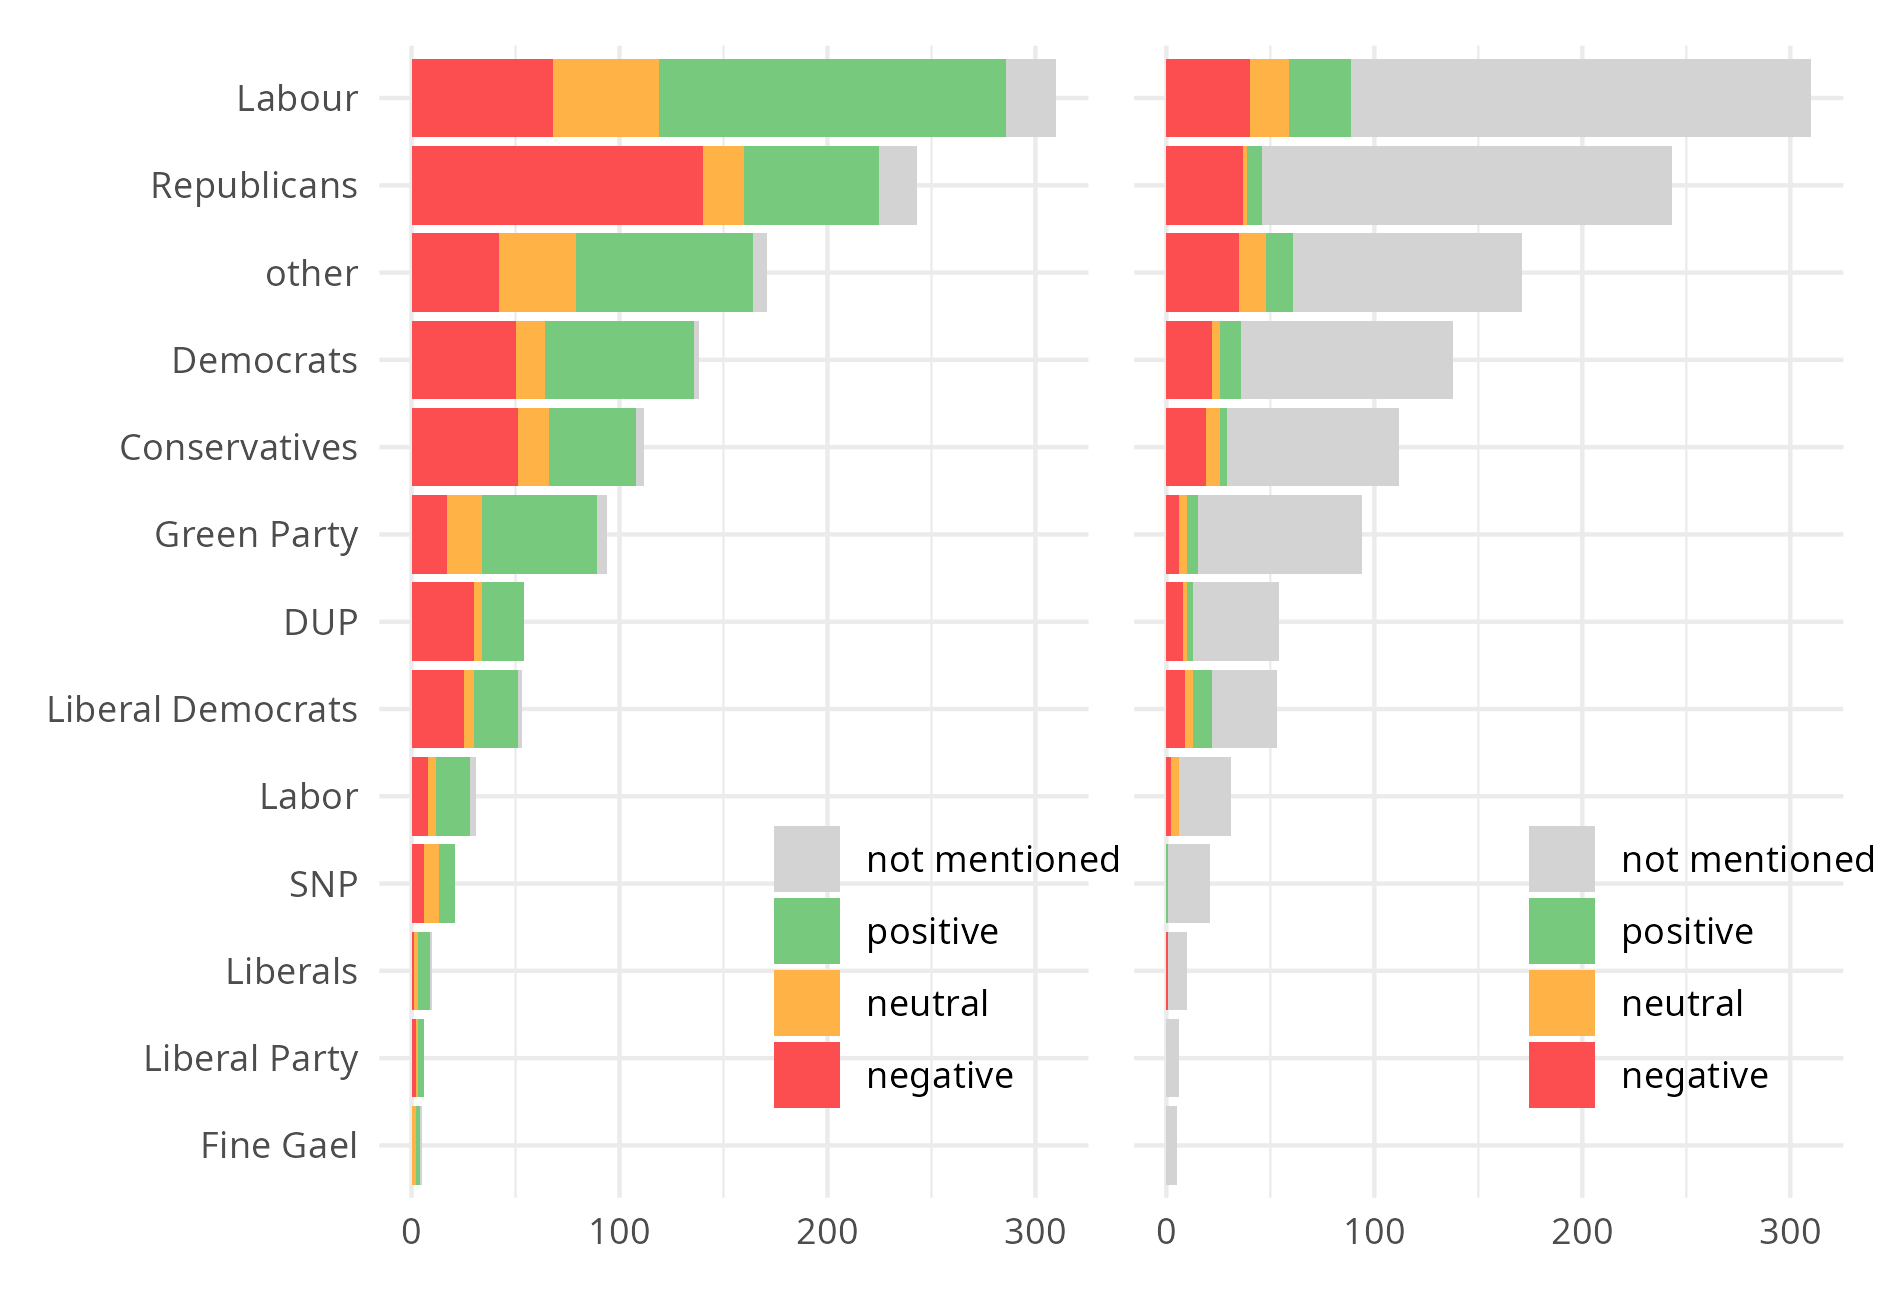 Labour
Republicans
other
Democrats
Conservatives
Green Party
DUP
Liberal Democrats
Labor
SNP
Liberals
Liberal Party
Fine Gael
not mentioned
positive
neutral
negative
0 100 200 300
not mentioned
positive
neutral
negative
0 100 200 300